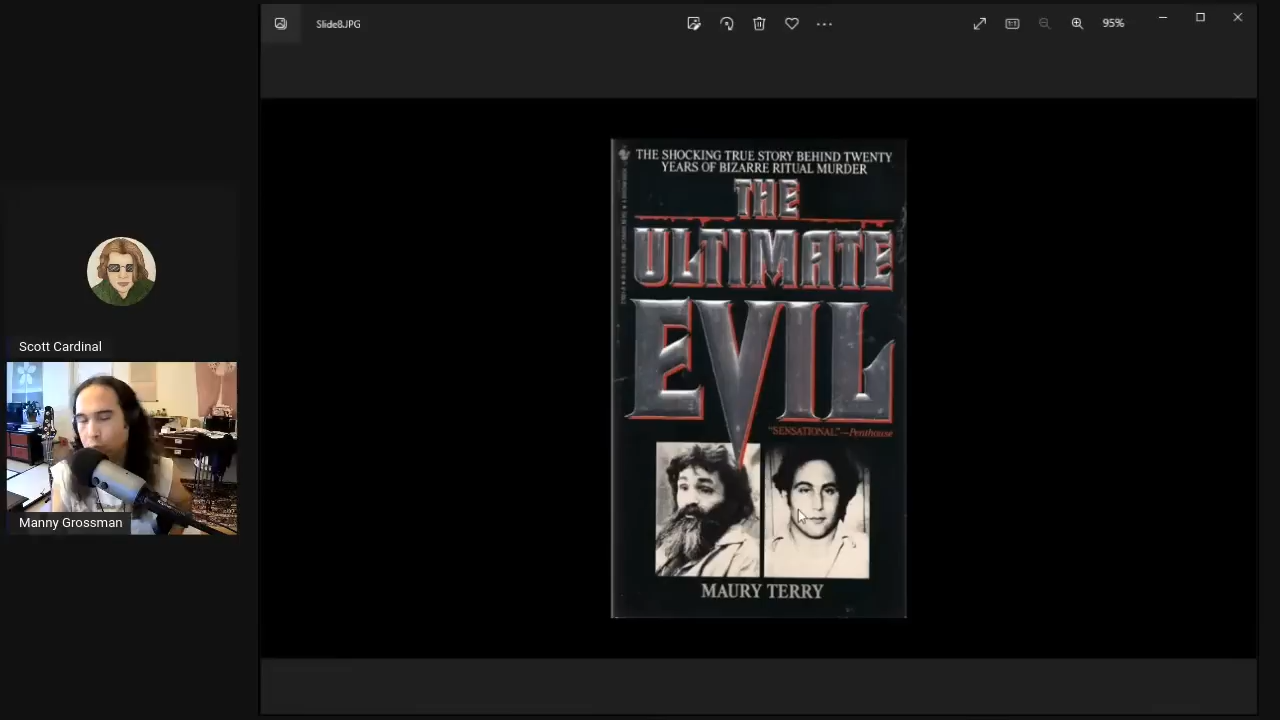 Slide8.JPG
95%
THE SHOCKING TRUE STORY BEHIND TWENTY
YEARS OF BIZARRE RITUAL MURDER
THE
ULTIMATE
EVIL
"SENSATIONAL"—Penthouse
MAURY TERRY
Scott Cardinal
Manny Grossman